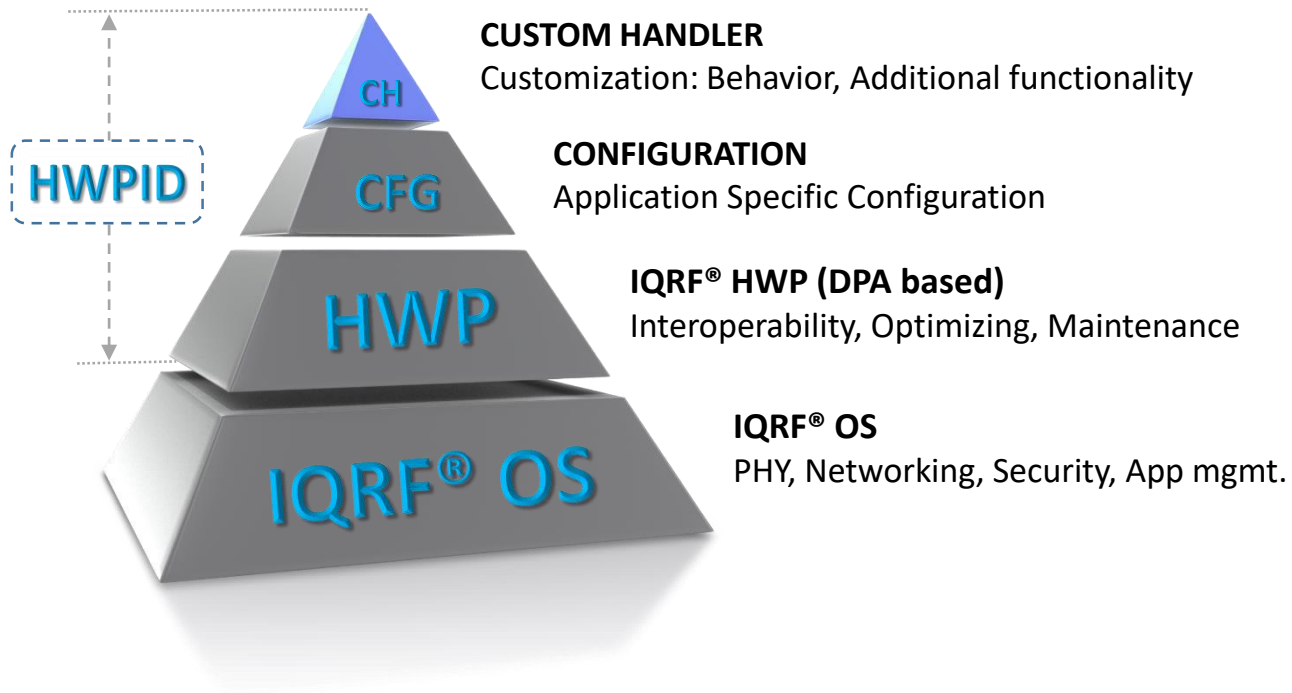 CUSTOM HANDLER
Customization: Behavior, Additional functionality
CH
HWPID
CONFIGURATION
Application Specific Configuration
CFG
IQRF® HWP (DPA based)
Interoperability, Optimizing, Maintenance
HWP
IQRF® OS
PHY, Networking, Security, App mgmt.
IQRF® OS